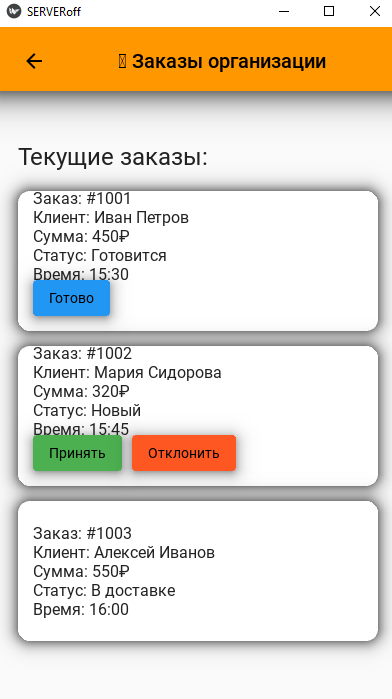 SERVERoff
Заказы организации
Текущие заказы:
Заказ: #1001
Клиент: Иван Петров
Сумма: 450₽
Статус: Готовится
Время: 15:30
Готово
Заказ: #1002
Клиент: Мария Сидорова
Сумма: 320₽
Статус: Новый
Время: 15:45
Принять Отклонить
Заказ: #1003
Клиент: Алексей Иванов
Сумма: 550₽
Статус: В доставке
Время: 16:00